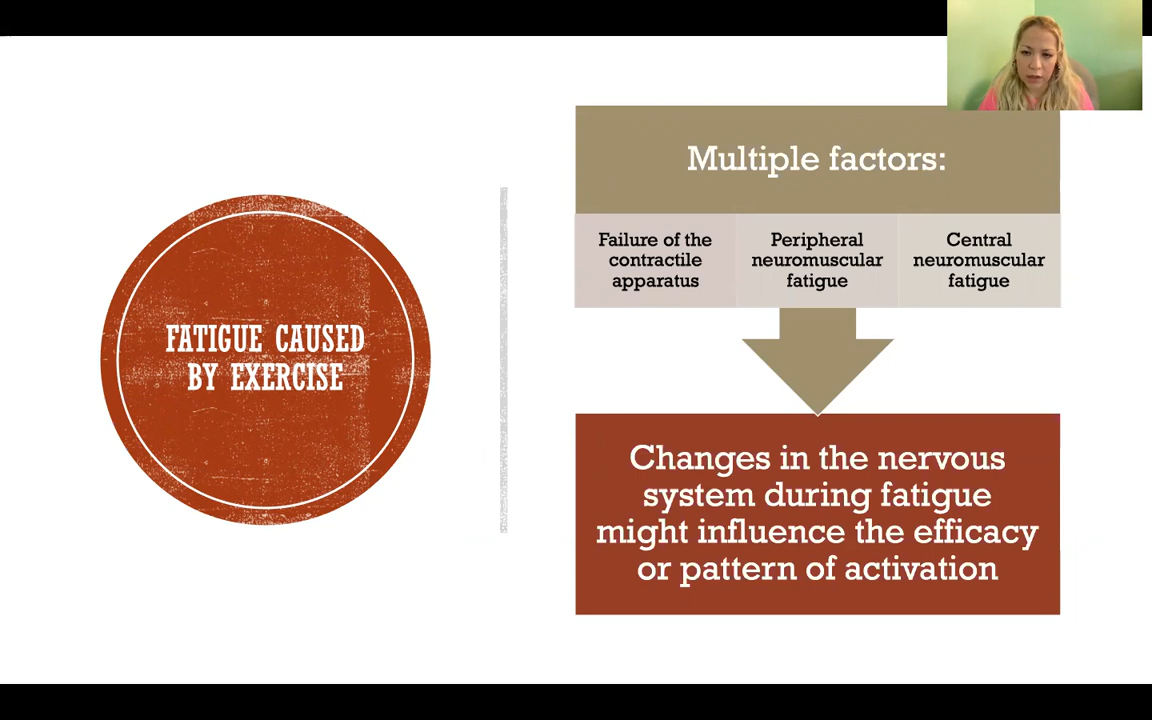 FATIGUE CAUSED
BY EXERCISE
Multiple factors:
Failure of the
contractile
apparatus
Peripheral
neuromuscular
fatigue
Central
neuromuscular
fatigue
Changes in the nervous
system during fatigue
might influence the efficacy
or pattern of activation